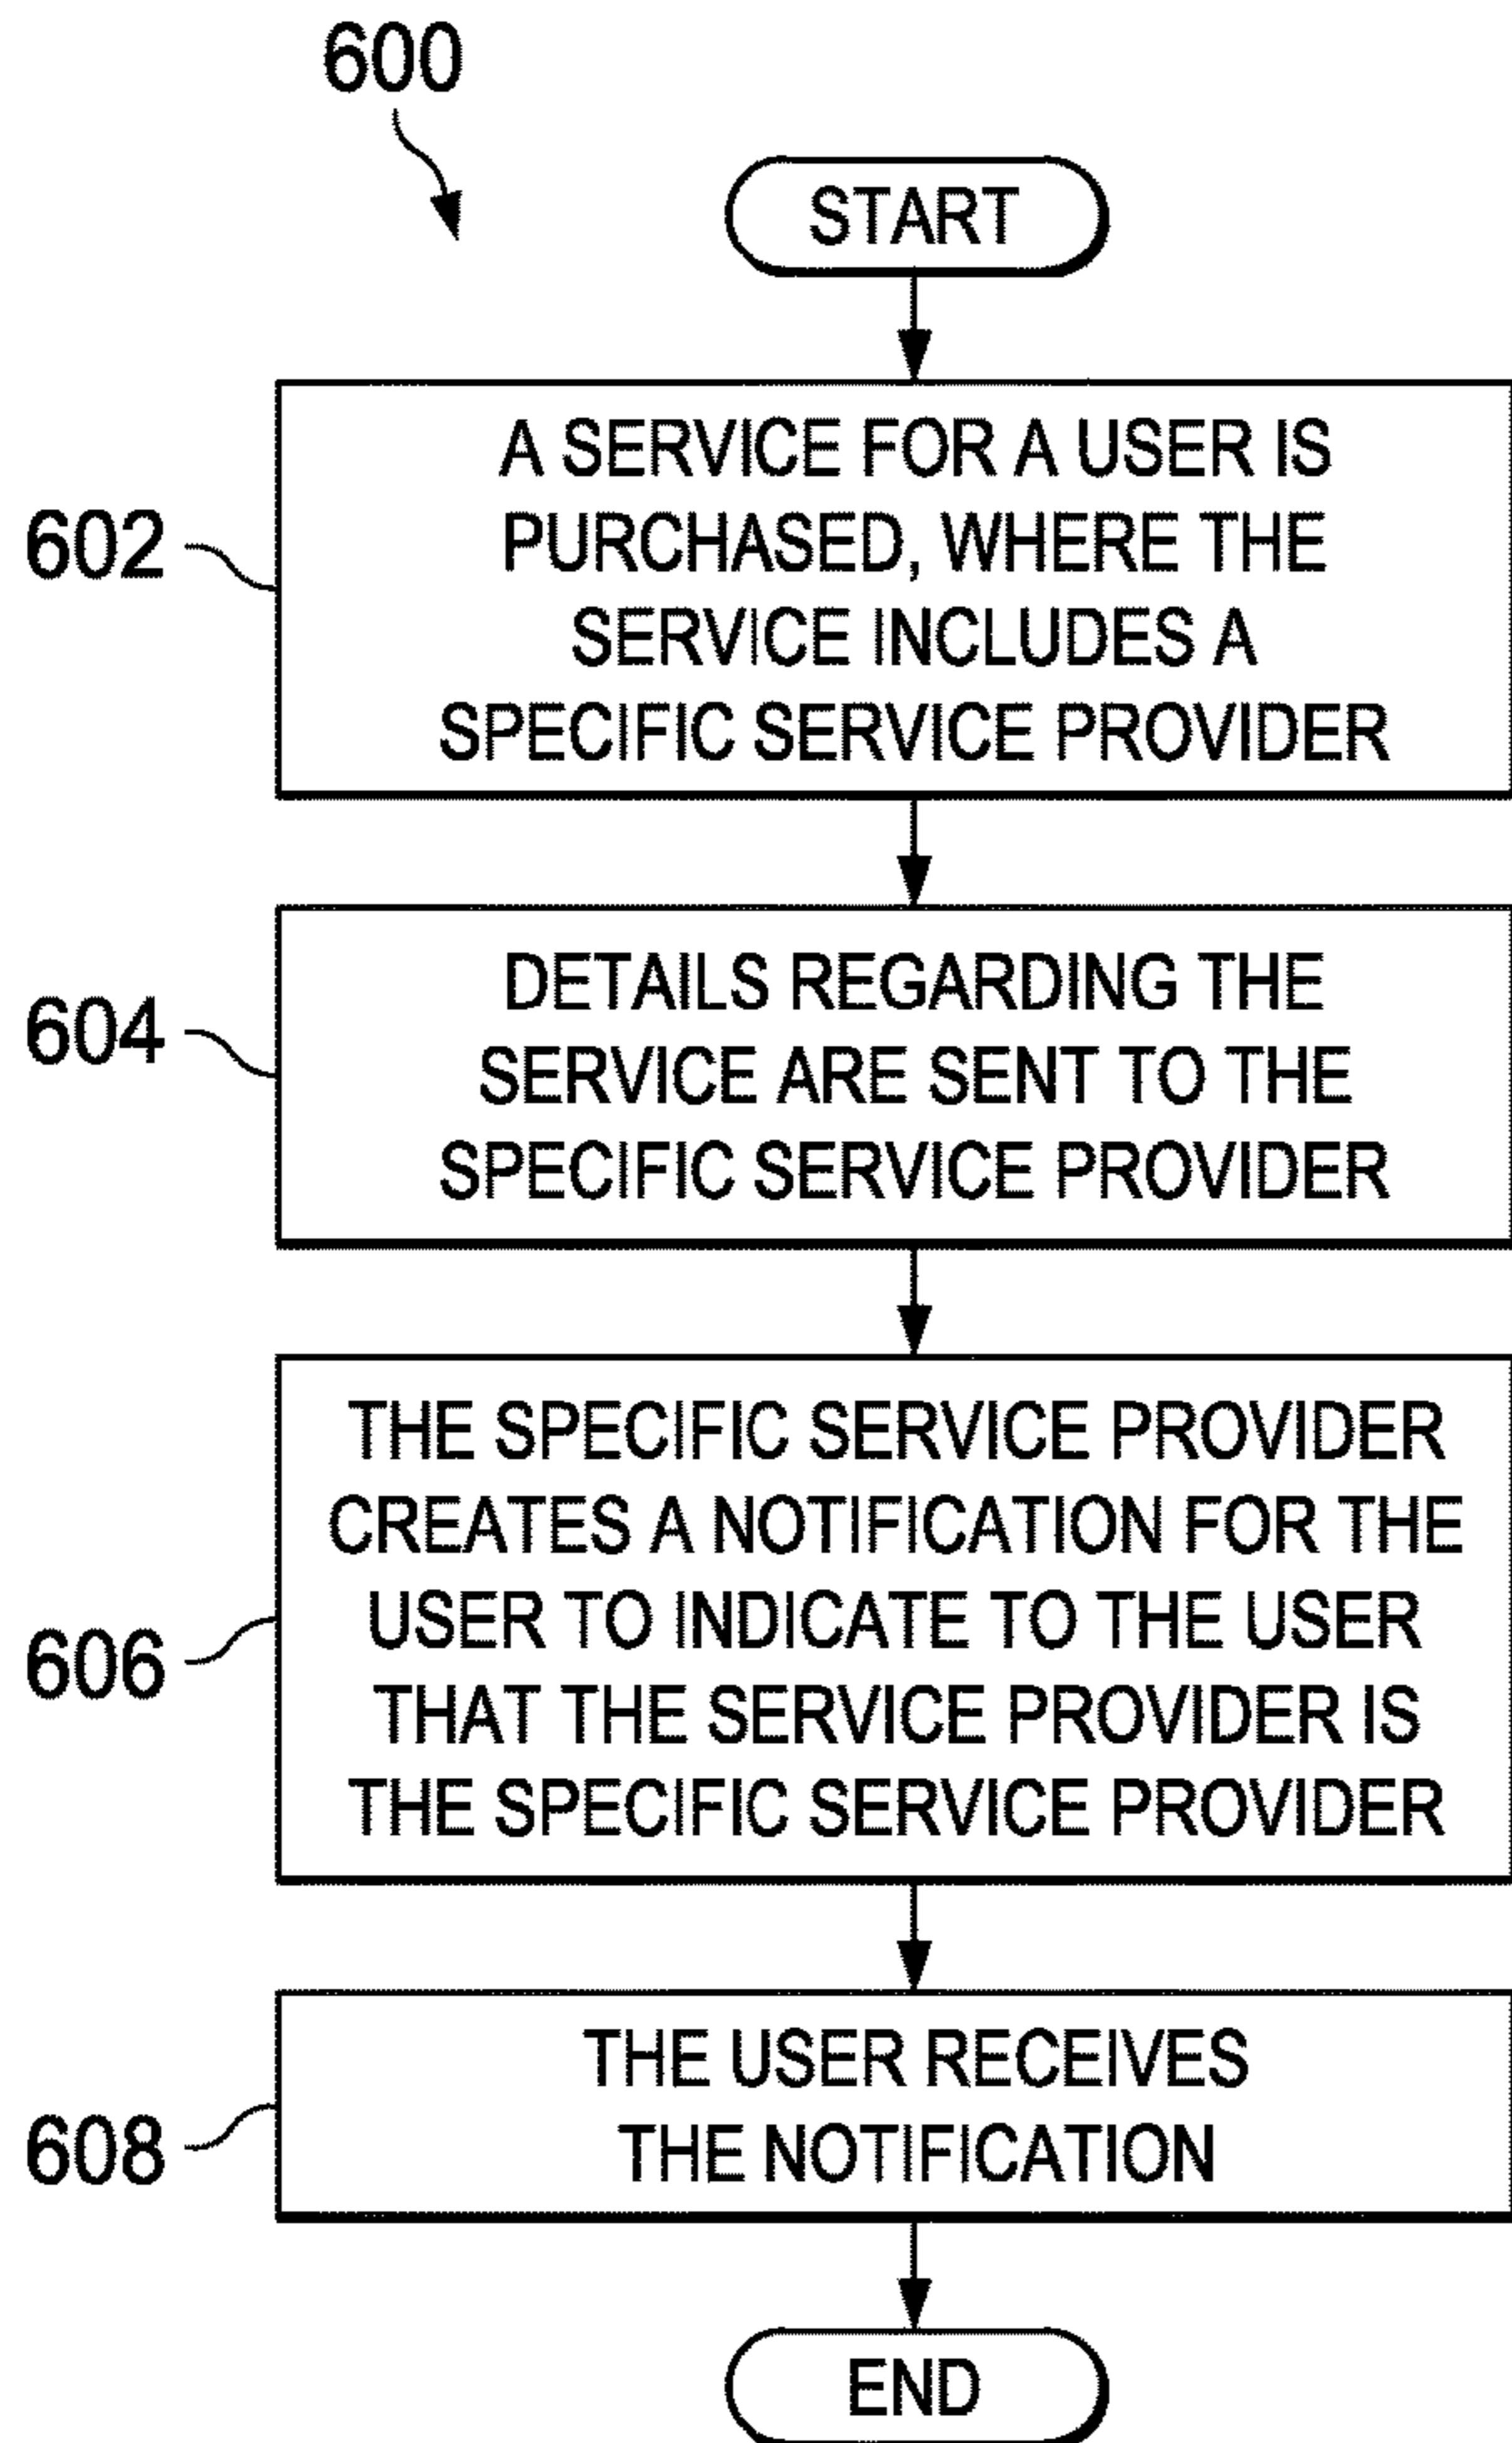 600
START
602
A SERVICE FOR A USER IS
PURCHASED, WHERE THE
SERVICE INCLUDES A
SPECIFIC SERVICE PROVIDER
604
DETAILS REGARDING THE
SERVICE ARE SENT TO THE
SPECIFIC SERVICE PROVIDER
606
THE SPECIFIC SERVICE PROVIDER
CREATES A NOTIFICATION FOR THE
USER TO INDICATE TO THE USER
THAT THE SERVICE PROVIDER IS
THE SPECIFIC SERVICE PROVIDER
608
THE USER RECEIVES
THE NOTIFICATION
END